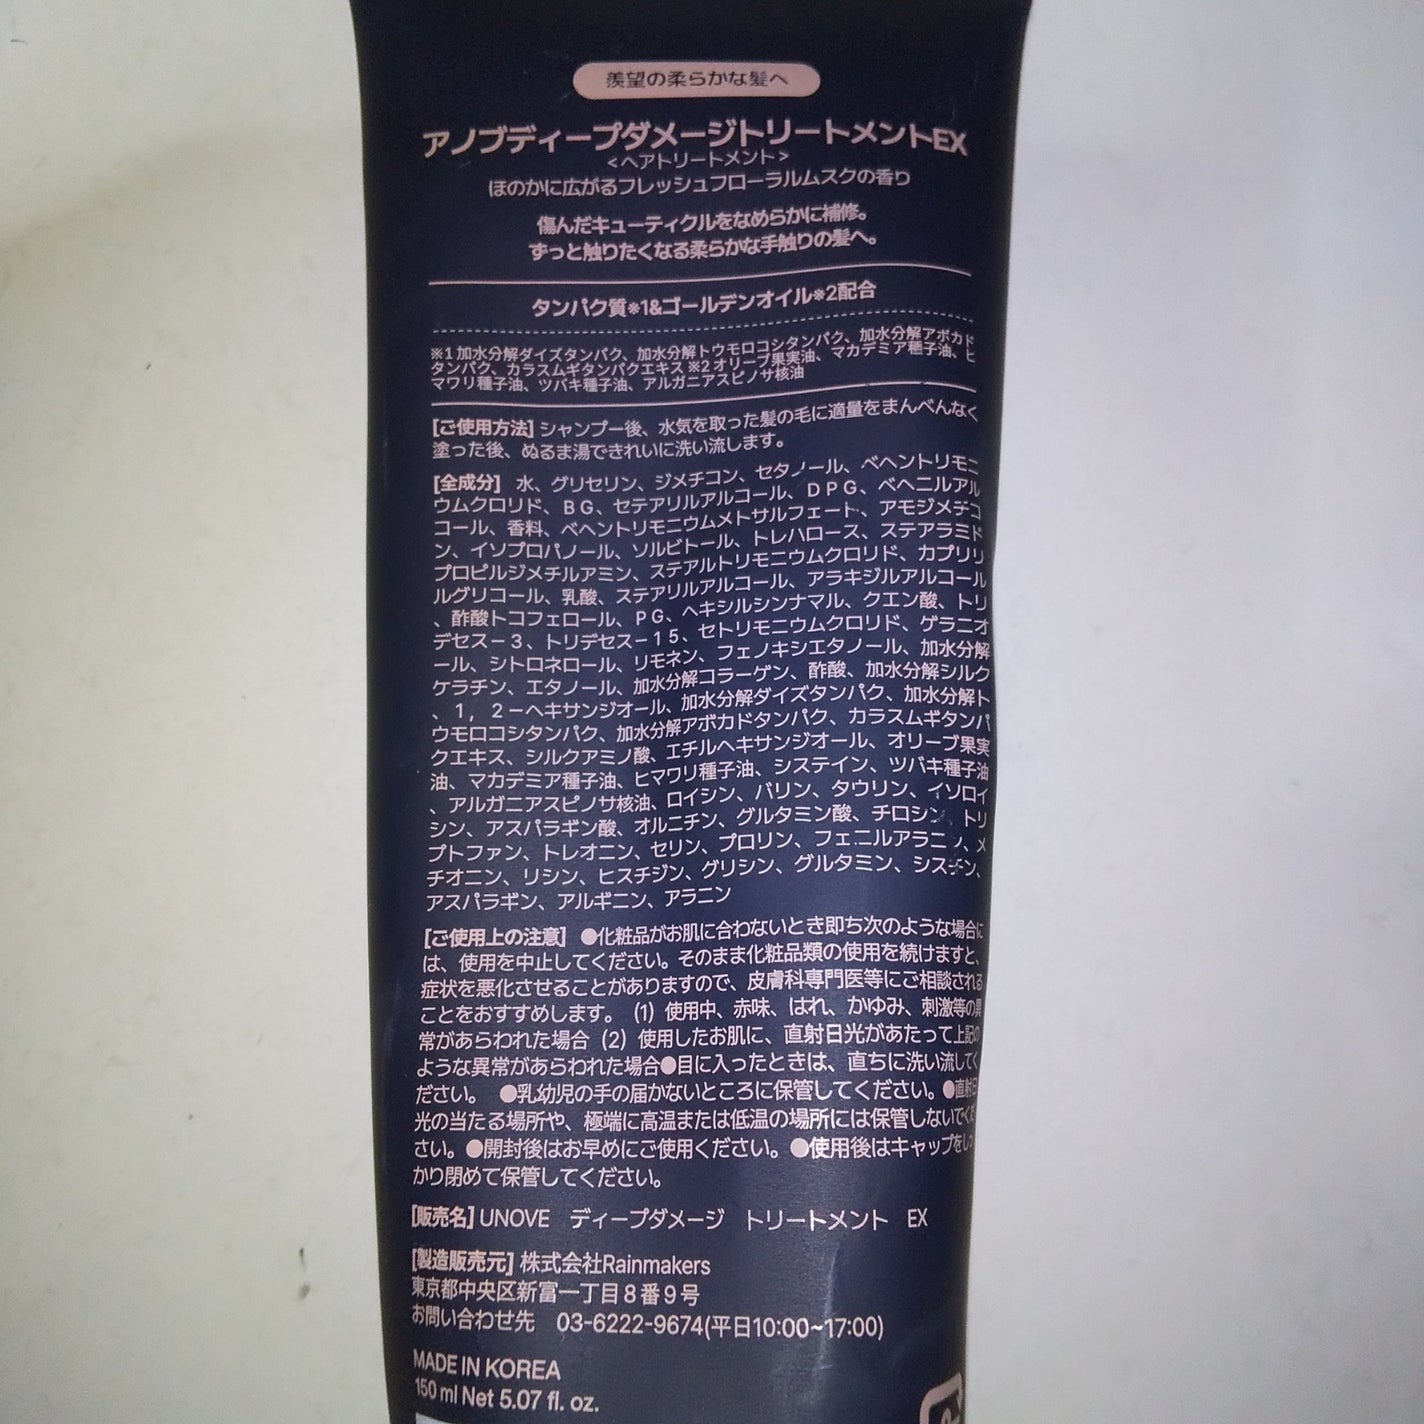 羨望の柔らかな髪へ
アノブディープダメージトリートメントEX
<ヘアトリートメント>
ほのかに広がるフレッシュフローラルムスクの香り
傷んだキューティクルをなめらかに補修。
ずっと触りたくなる柔らかな手触りの髪へ。
タンパク質※1&ゴールデンオイル※2配合
※1 加水分解ダイズタンパク、加水分解トウモロコシタンパク、加水分解アボカド
タンパク、カラスムギタンパクエキス ※2 オリーブ果実油、マカデミア種子油、ヒ
マワリ種子油、ツバキ種子油、アルガニアスピノサ核油
[ご使用方法] シャンプー後、水気を取った髪の毛に適量をまんべんなく
塗った後、ぬるま湯できれいに洗い流します。
[全成分] 水、グリセリン、ジメチコン、セタノール、ベヘントリモニ
ウムクロリド、BG、セテアリルアルコール、DPG、ベヘニルアル
コール、香料、ベヘントリモニウムメトサルフェート、アモジメチコ
ン、イソプロパノール、ソルビトール、トレハロース、ステアラミド
プロピルジメチルアミン、ステアルトリモニウムクロリド、カプリリ
ルグリコール、乳酸、ステアリルアルコール、アラキジルアルコール
、酢酸トコフェロール、PG、ヘキシルシンナマル、クエン酸、トリ
デセス-3、トリデセス-15、セトリモニウムクロリド、ゲラニオ
ール、シトロネロール、リモネン、フェノキシエタノール、加水分解
ケラチン、エタノール、加水分解コラーゲン、酢酸、加水分解シルク
、1,2-ヘキサンジオール、加水分解ダイズタンパク、加水分解ト
ウモロコシタンパク、加水分解アボカドタンパク、カラスムギタンパ
クエキス、シルクアミノ酸、エチルヘキサンジオール、オリーブ果実
油、マカデミア種子油、ヒマワリ種子油、システイン、ツバキ種子油
、アルガニアスピノサ核油、ロイシン、バリン、タウリン、イソロイ
シン、アスパラギン酸、オルニチン、グルタミン酸、チロシン、トリ
プトファン、トレオニン、セリン、プロリン、フェニルアラニン、メ
チオニン、リシン、ヒスチジン、グリシン、グルタミン、シスチン、
アスパラギン、アルギニン、アラニン
[ご使用上の注意] ●化粧品がお肌に合わないとき即ち次のような場合に
は、使用を中止してください。そのまま化粧品類の使用を続けますと、
症状を悪化させることがありますので、皮膚科専門医等にご相談される
ことをおすすめします。(1) 使用中、赤味、はれ、かゆみ、刺激等の異
常があらわれた場合 (2) 使用したお肌に、直射日光があたって上記の
ような異常があらわれた場合●目に入ったときは、直ちに洗い流してく
ださい。 ●乳幼児の手の届かないところに保管してください。●直射日
光の当たる場所や、極端に高温または低温の場所には保管しないでくだ
さい。●開封後はお早めにご使用ください。●使用後はキャップをしっ
かり閉めて保管してください。
[販売名] UNOVE ディープダメージ トリートメント EX
[製造販売元] 株式会社Rainmakers
東京都中央区新富一丁目8番9号
お問い合わせ先 03-6222-9674(平日10:00~17:00)
MADE IN KOREA
150 ml Net 5.07 fl. oz.